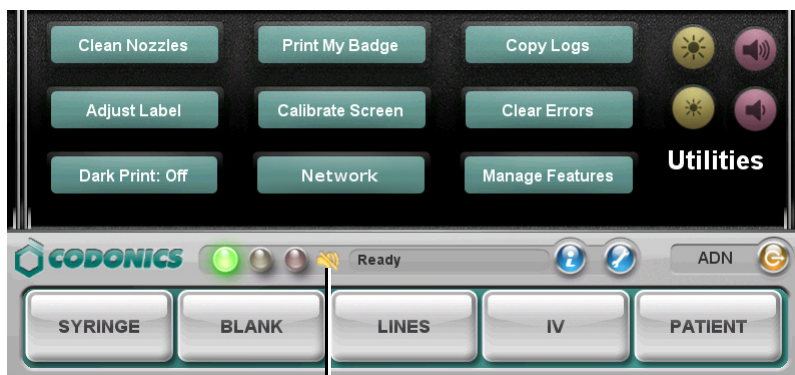 Clean Nozzles Print My Badge Copy Logs
Adjust Label Calibrate Screen Clear Errors
Utilities
Dark Print: Off Network Manage Features
CODONICS Ready i ADN
SYRINGE BLANK LINES IV PATIENT